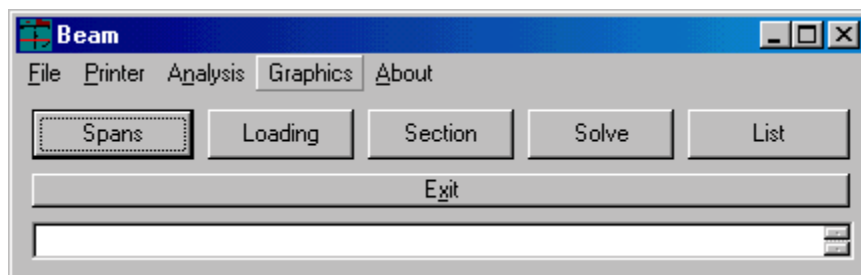 Beam
File Printer Analysis Graphics About
Spans Loading Section Solve List
Exit